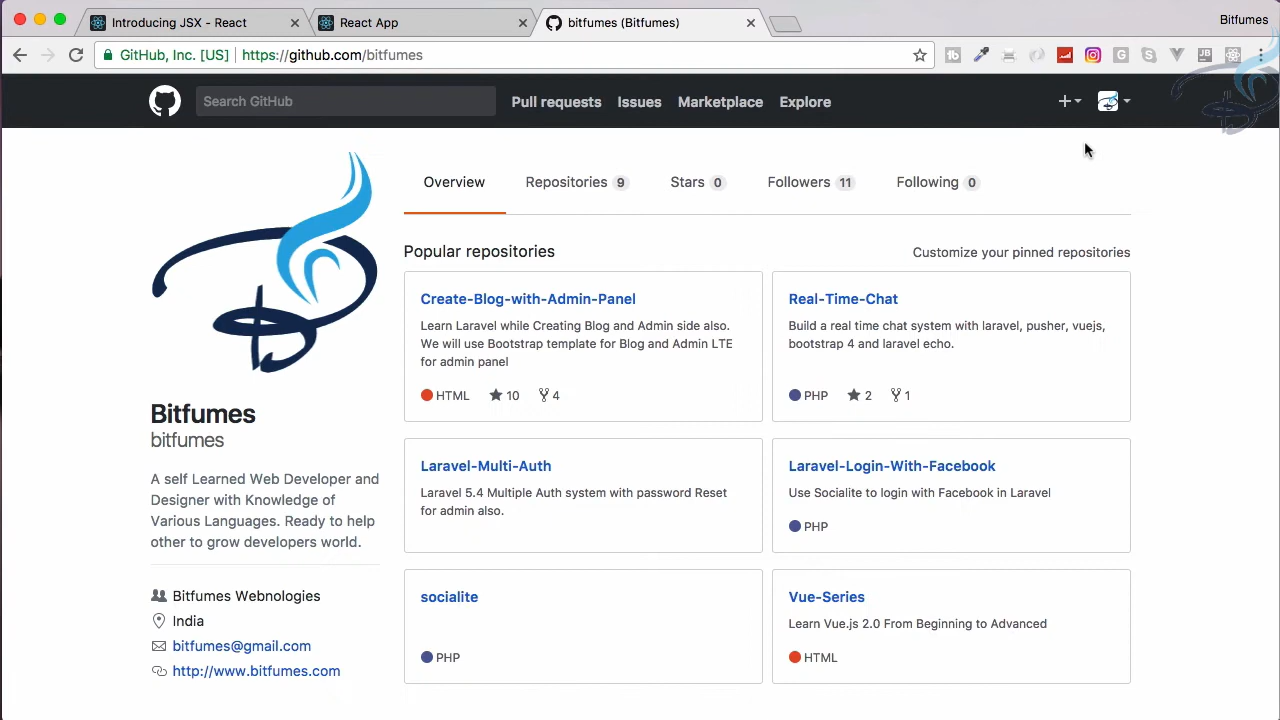 Introducing JSX - React
React App
bitfumes (Bitfumes)
Bitfumes
GitHub, Inc. [US]
https://github.com/bitfumes
Search GitHub
Pull requests
Issues
Marketplace
Explore
Overview
Repositories 9
Stars 0
Followers 11
Following 0
Popular repositories
Customize your pinned repositories
Create-Blog-with-Admin-Panel
Learn Laravel while Creating Blog and Admin side also.
We will use Bootstrap template for Blog and Admin LTE
for admin panel
HTML 10 4
Real-Time-Chat
Build a real time chat system with laravel, pusher, vuejs,
bootstrap 4 and laravel echo.
PHP 2 1
Laravel-Multi-Auth
Laravel 5.4 Multiple Auth system with password Reset
for admin also.
Laravel-Login-With-Facebook
Use Socialite to login with Facebook in Laravel
PHP
socialite
PHP
Vue-Series
Learn Vue.js 2.0 From Beginning to Advanced
HTML
Bitfumes
bitfumes
A self Learned Web Developer and
Designer with Knowledge of
Various Languages. Ready to help
other to grow developers world.
Bitfumes Webnologies
India
bitfumes@gmail.com
http://www.bitfumes.com